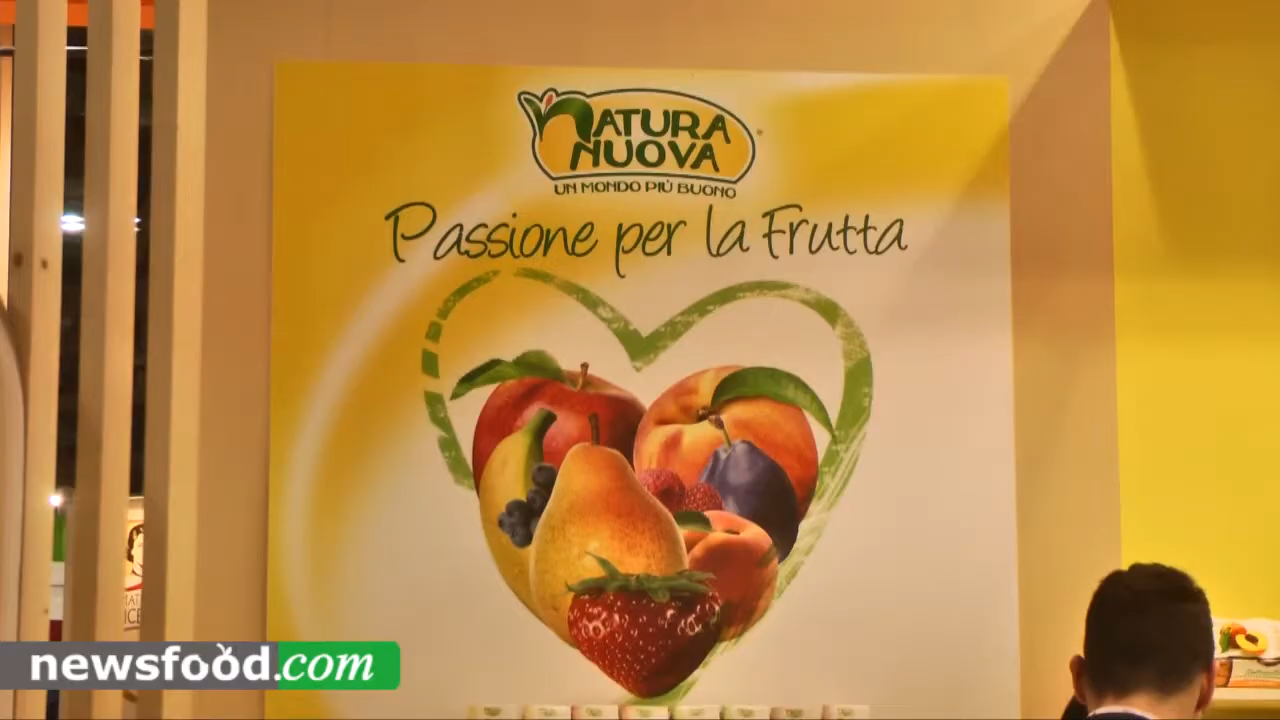 NATURA
NUOVA
UN MONDO PIÙ BUONO
Passione per la Frutta
newsfood.com